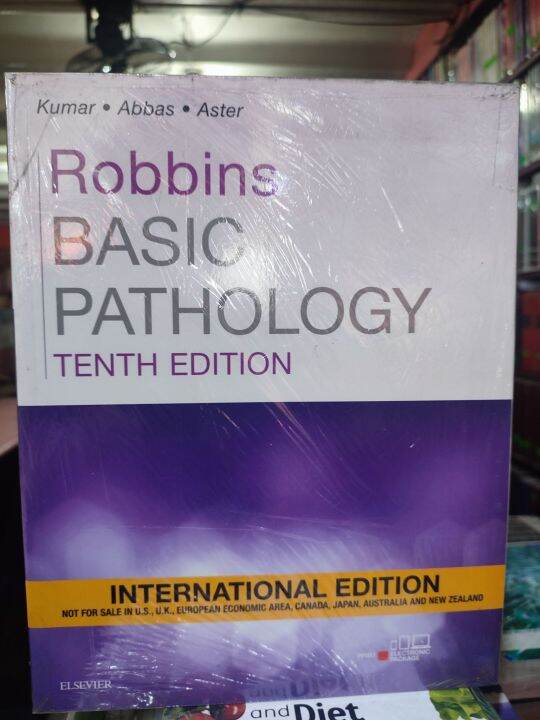 Kumar • Abbas • Aster
Robbins
BASIC
PATHOLOGY
TENTH EDITION
INTERNATIONAL EDITION
NOT FOR SALE IN U.S., U.K., EUROPEAN ECONOMIC AREA, CANADA, JAPAN, AUSTRALIA AND NEW ZEALAND
ELECTRONIC
PACKAGE
ELSEVIER
and Diet